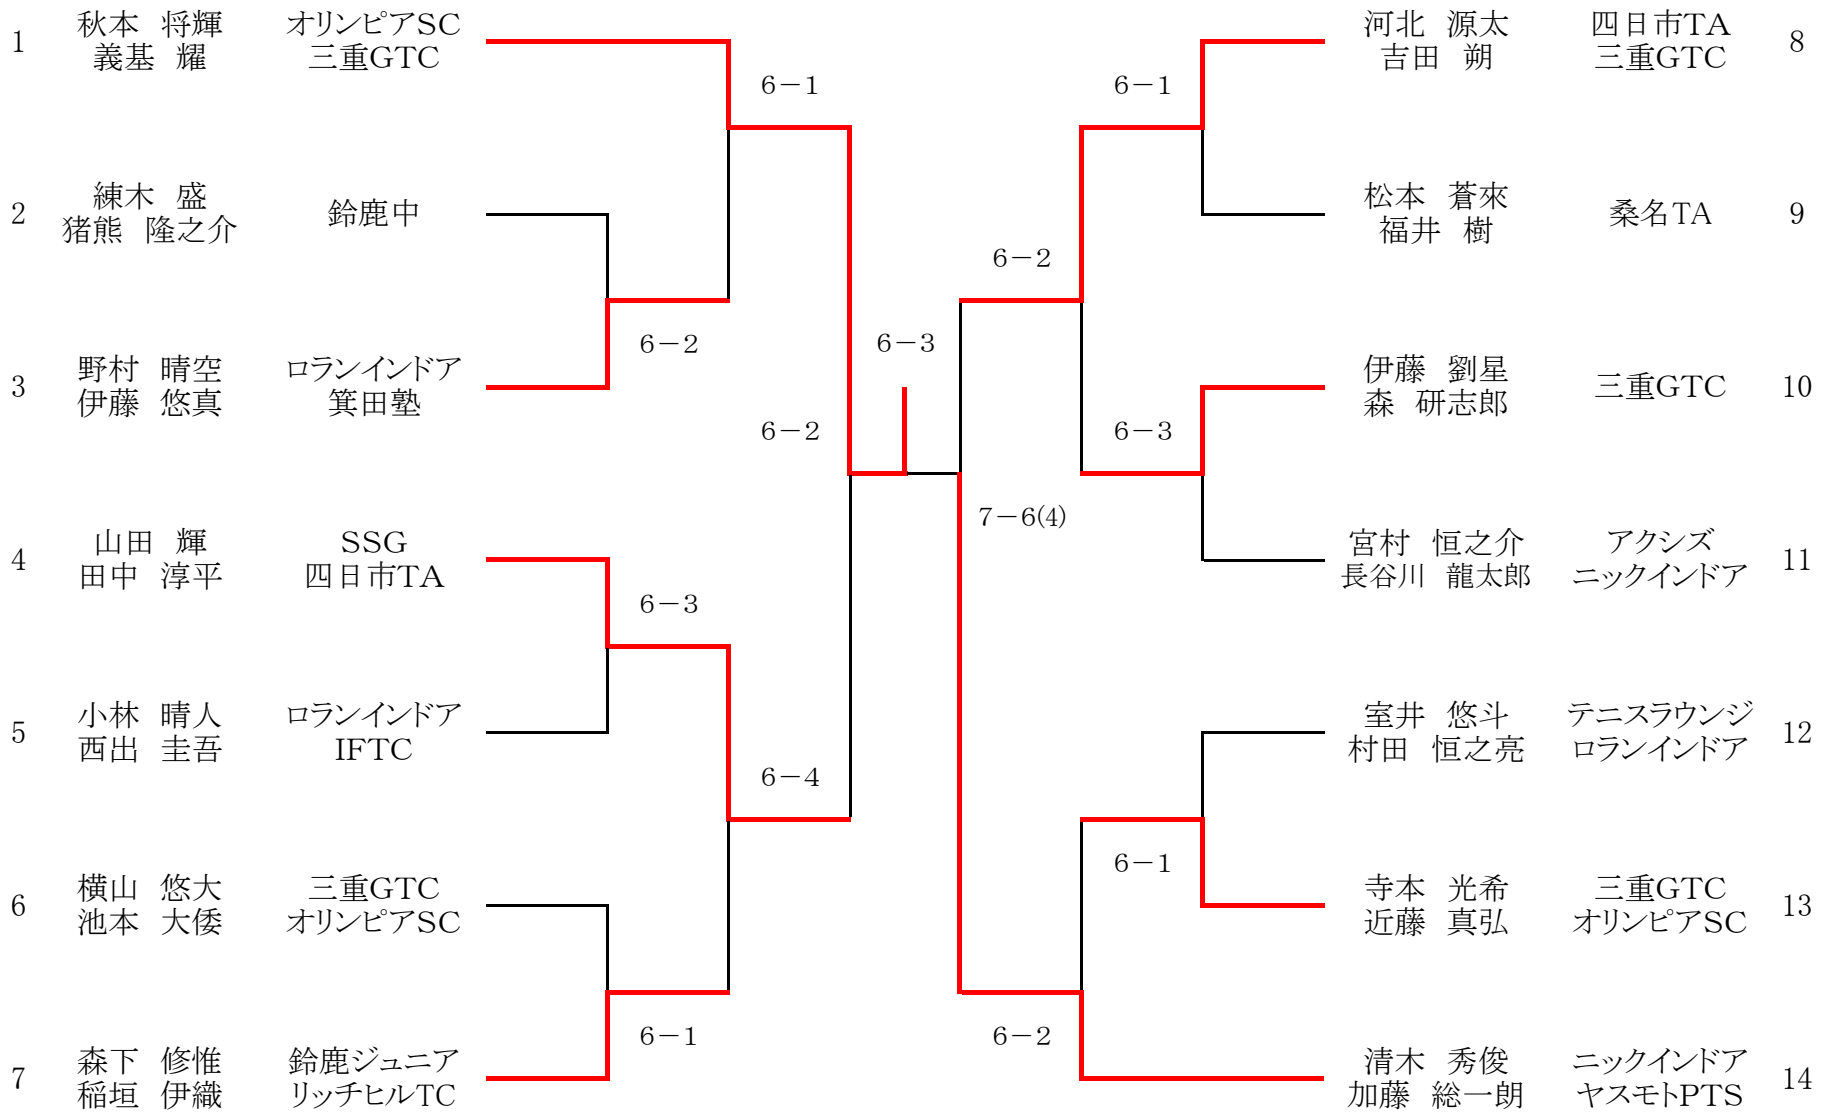 1
秋本 将輝
義基 耀
オリンピアSC
三重GTC
2
練木 盛
猪熊 隆之介
鈴鹿中
3
野村 晴空
伊藤 悠真
ロランインドア
箕田塾
4
山田 輝
田中 淳平
SSG
四日市TA
5
小林 晴人
西出 圭吾
ロランインドア
IFTC
6
横山 悠大
池本 大倭
三重GTC
オリンピアSC
7
森下 修惟
稲垣 伊織
鈴鹿ジュニア
リッチヒルTC
6-1
6-2
6-2
6-3
6-4
6-1
6-3
6-1
6-2
6-3
7-6(4)
6-1
6-2
河北 源太
吉田 朔
四日市TA
三重GTC
8
松本 蒼來
福井 樹
桑名TA
9
伊藤 劉星
森 研志郎
三重GTC
10
宮村 恒之介
長谷川 龍太郎
アクシズ
ニックインドア
11
室井 悠斗
村田 恒之亮
テニスラウンジ
ロランインドア
12
寺本 光希
近藤 真弘
三重GTC
オリンピアSC
13
清木 秀俊
加藤 総一朗
ニックインドア
ヤスモトPTS
14